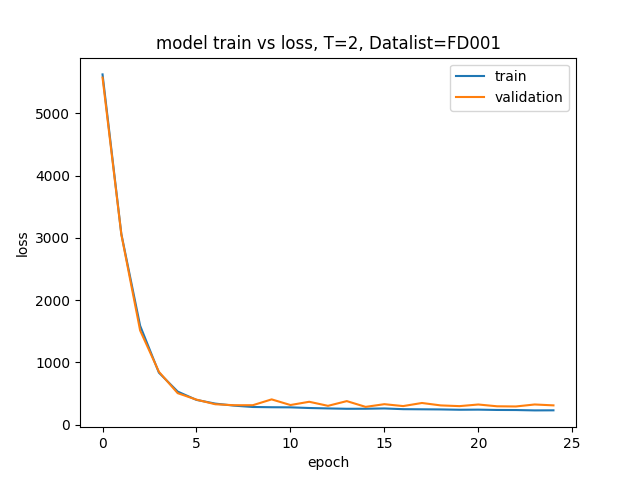 model train vs loss, T=2, Datalist=FD001
train
validation
loss
5000
4000
3000
2000
1000
0
0 5 10 15 20 25
epoch